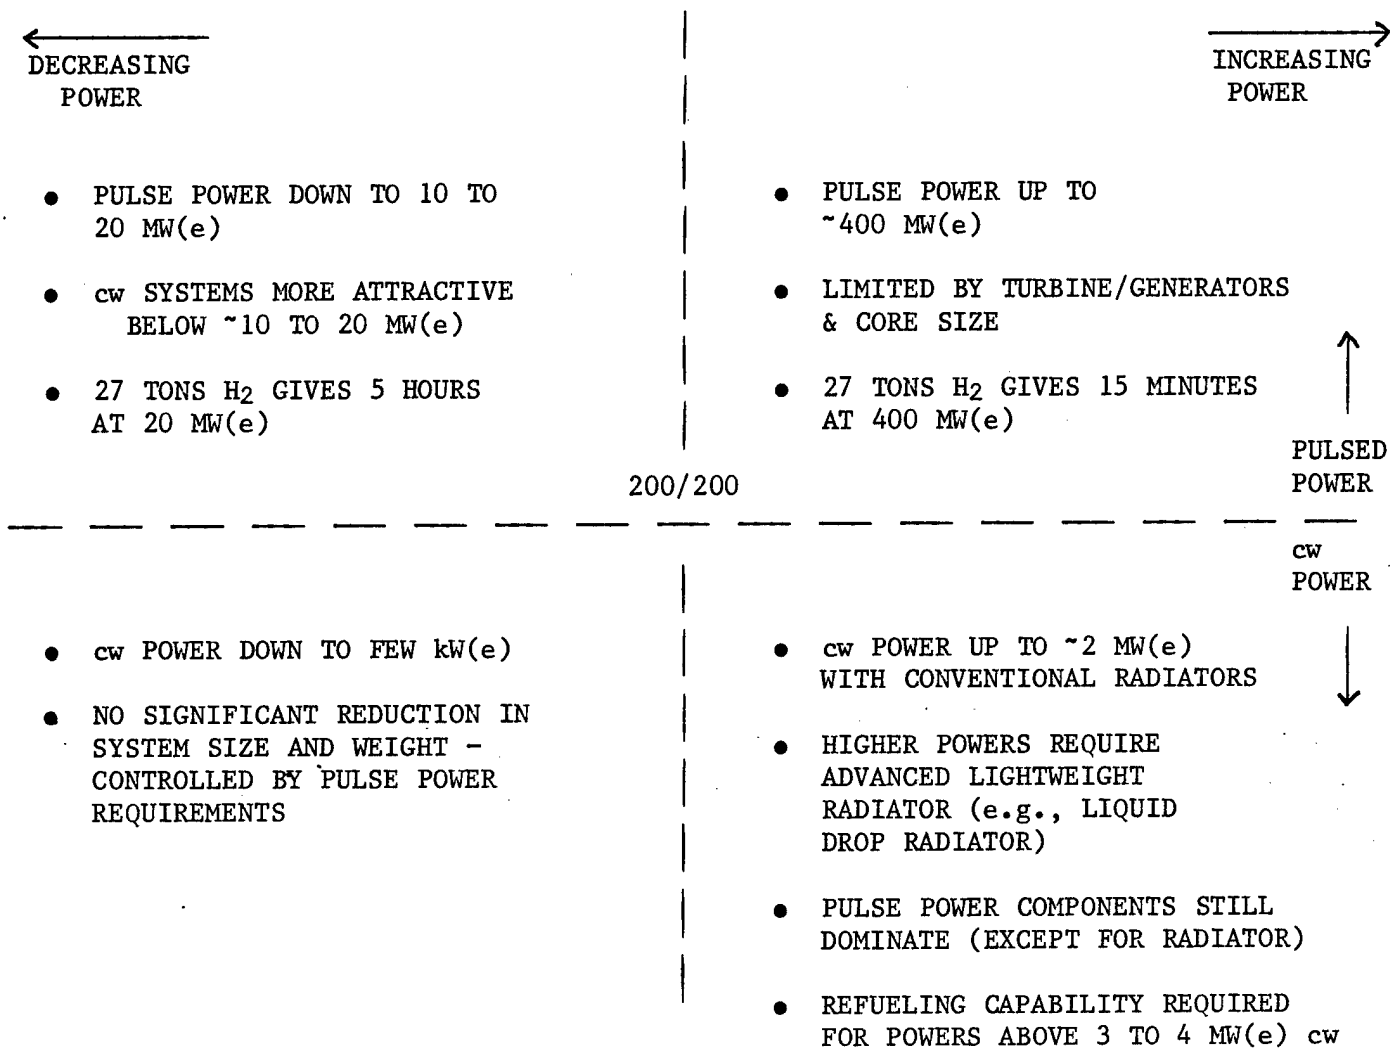 DECREASING
POWER
INCREASING
POWER
● PULSE POWER DOWN TO 10 TO
20 MW(e)
● cw SYSTEMS MORE ATTRACTIVE
BELOW ~10 TO 20 MW(e)
● 27 TONS H₂ GIVES 5 HOURS
AT 20 MW(e)
● PULSE POWER UP TO
~400 MW(e)
● LIMITED BY TURBINE/GENERATORS
& CORE SIZE
● 27 TONS H₂ GIVES 15 MINUTES
AT 400 MW(e)
PULSED
POWER
200/200
cw
POWER
● cw POWER DOWN TO FEW kW(e)
● NO SIGNIFICANT REDUCTION IN
SYSTEM SIZE AND WEIGHT -
CONTROLLED BY PULSE POWER
REQUIREMENTS
● cw POWER UP TO ~2 MW(e)
WITH CONVENTIONAL RADIATORS
● HIGHER POWERS REQUIRE
ADVANCED LIGHTWEIGHT
RADIATOR (e.g., LIQUID
DROP RADIATOR)
● PULSE POWER COMPONENTS STILL
DOMINATE (EXCEPT FOR RADIATOR)
● REFUELING CAPABILITY REQUIRED
FOR POWERS ABOVE 3 TO 4 MW(e) cw